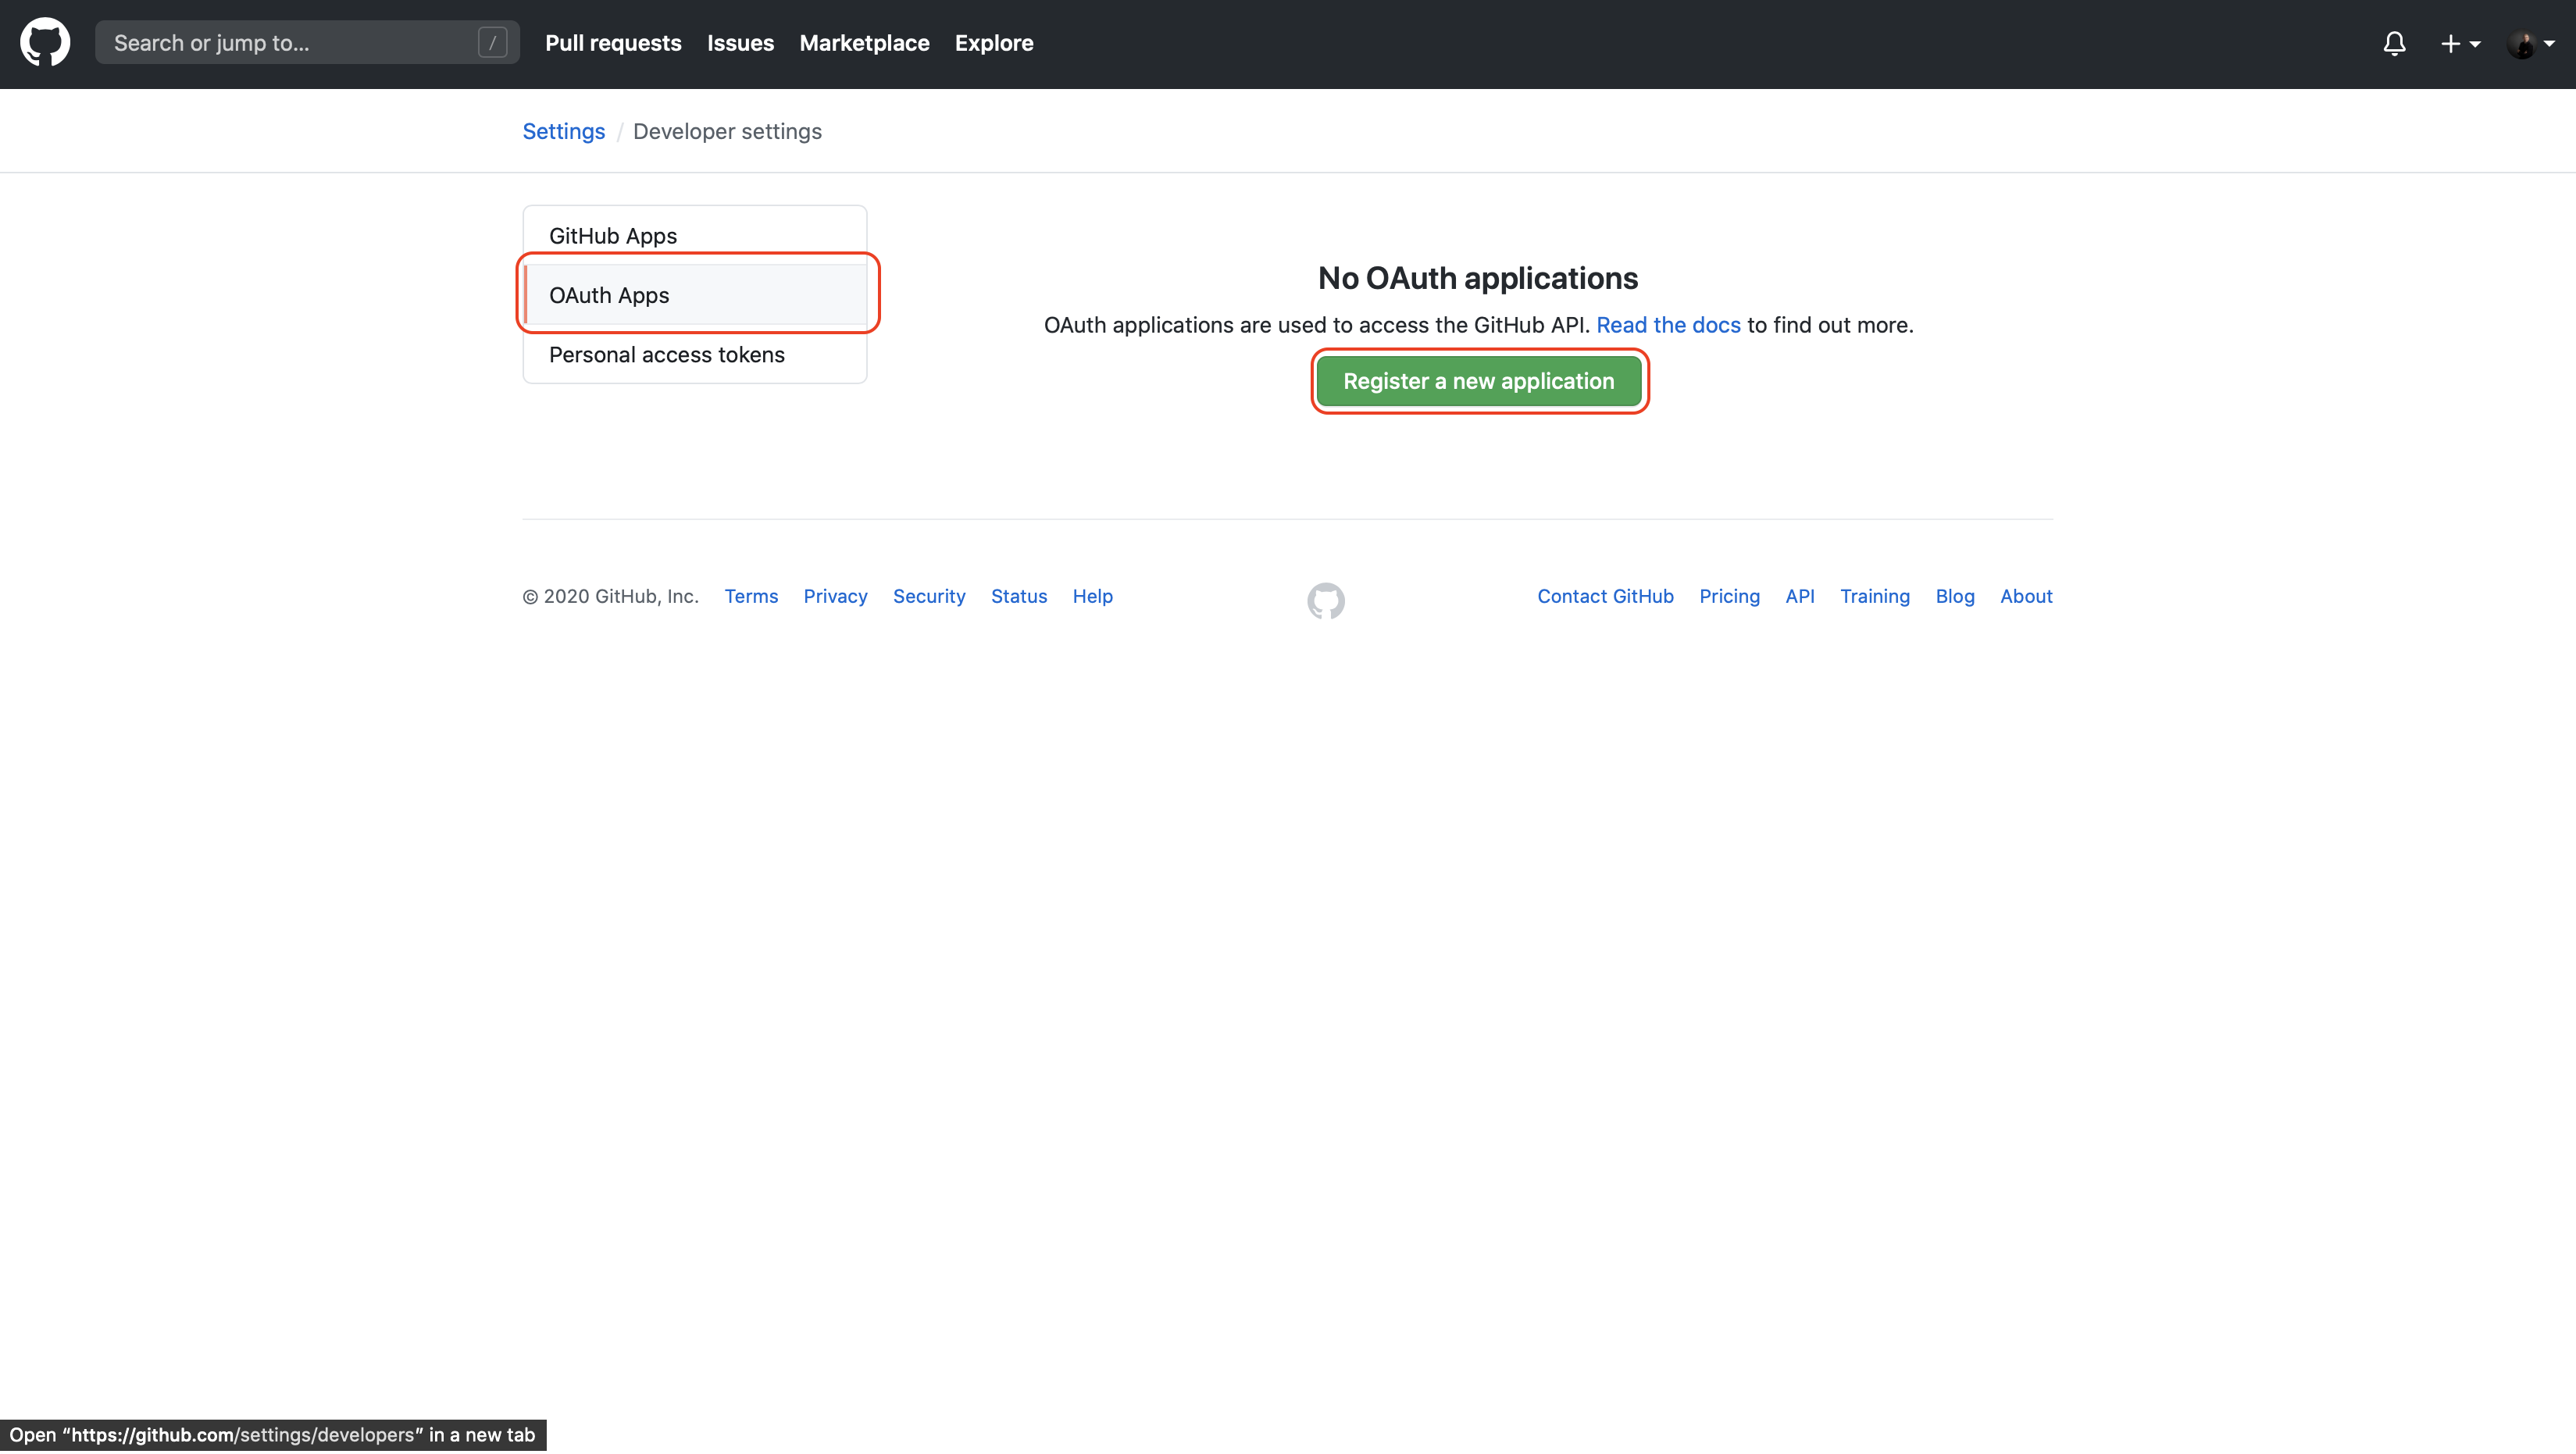 Search or jump to... /
Pull requests Issues Marketplace Explore
Settings / Developer settings
GitHub Apps
OAuth Apps
Personal access tokens
No OAuth applications
OAuth applications are used to access the GitHub API. Read the docs to find out more.
Register a new application
© 2020 GitHub, Inc. Terms Privacy Security Status Help
Contact GitHub Pricing API Training Blog About
Open “https://github.com/settings/developers” in a new tab